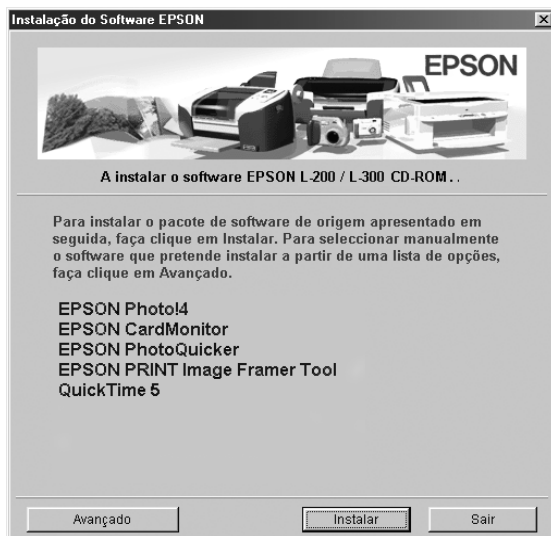 Instalação do Software EPSON
EPSON
A instalar o software EPSON L-200 / L-300 CD-ROM . .
Para instalar o pacote de software de origem apresentado em
seguida, faça clique em Instalar. Para seleccionar manualmente
o software que pretende instalar a partir de uma lista de opções,
faça clique em Avançado.
EPSON Photo!4
EPSON CardMonitor
EPSON PhotoQuicker
EPSON PRINT Image Framer Tool
QuickTime 5
Avançado
Instalar
Sair